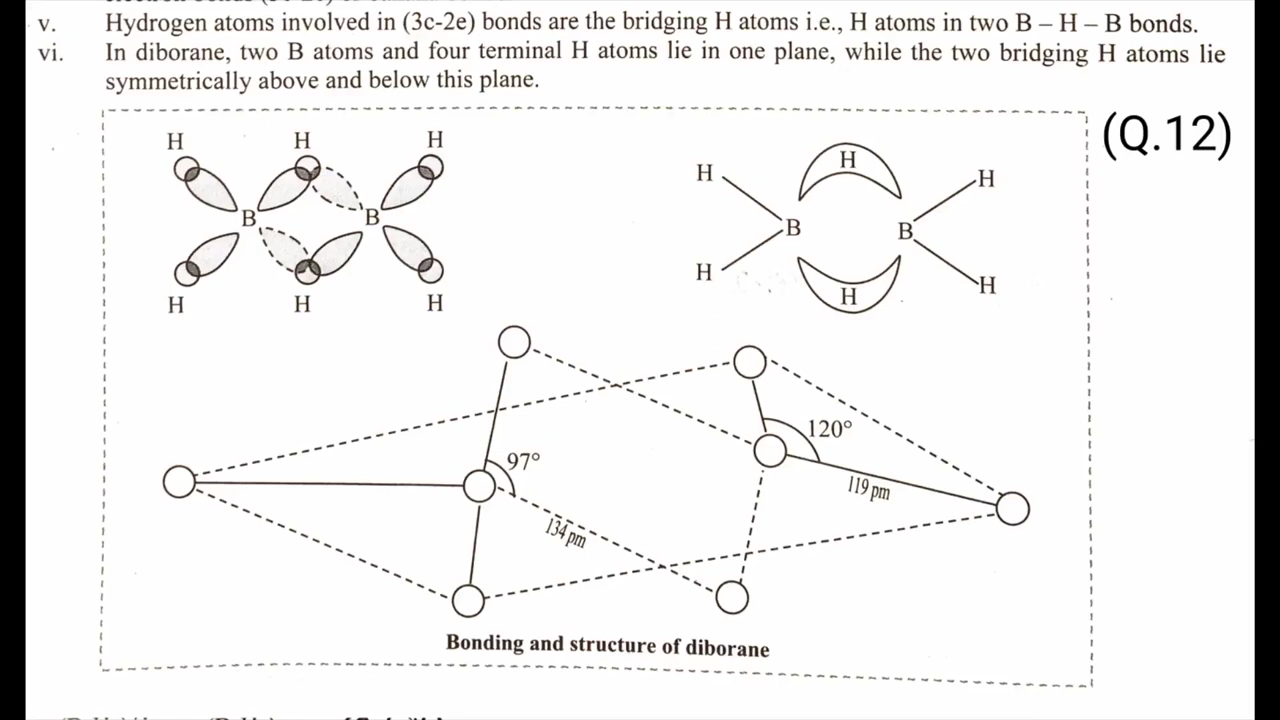 v. Hydrogen atoms involved in (3c-2e) bonds are the bridging H atoms i.e., H atoms in two B – H – B bonds.
vi. In diborane, two B atoms and four terminal H atoms lie in one plane, while the two bridging H atoms lie
symmetrically above and below this plane.
(Q.12)
H H H
B B
H H H
H H H
B B
H H H
97°
134 pm
120°
119 pm
Bonding and structure of diborane